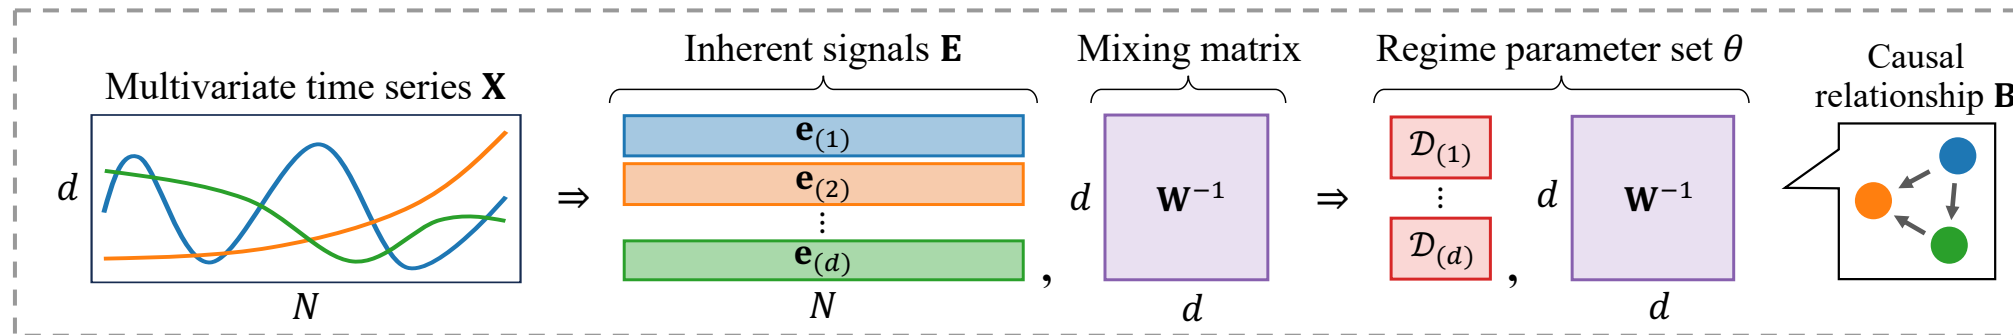 Multivariate time series X
d
N
⇒
Inherent signals E
e(1)
e(2)
⋮
e(d)
N
,
Mixing matrix
d
W⁻¹
d
⇒
Regime parameter set θ
𝒟(1)
⋮
𝒟(d)
,
d
W⁻¹
d
Causal
relationship B